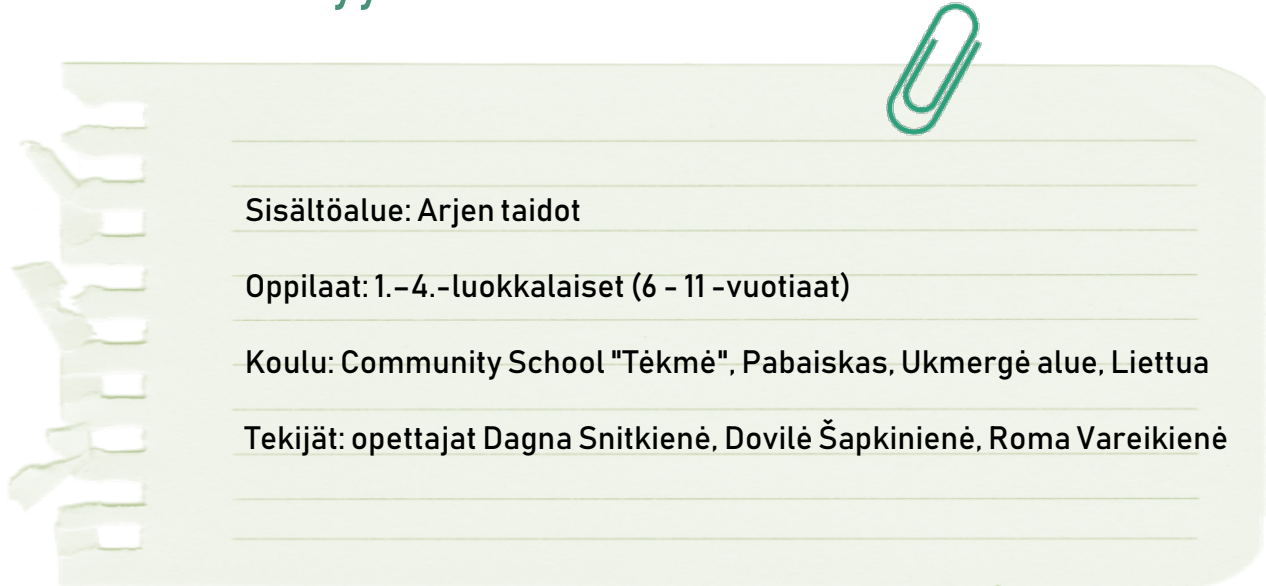 Sisältöalue: Arjen taidot
Oppilaat: 1.–4.-luokkalaiset (6 - 11 -vuotiaat)
Koulu: Community School "Tėkmė", Pabaiskas, Ukmergė alue, Liettua
Tekijät: opettajat Dagna Snitkienė, Dovilė Šapkinienė, Roma Vareikienė